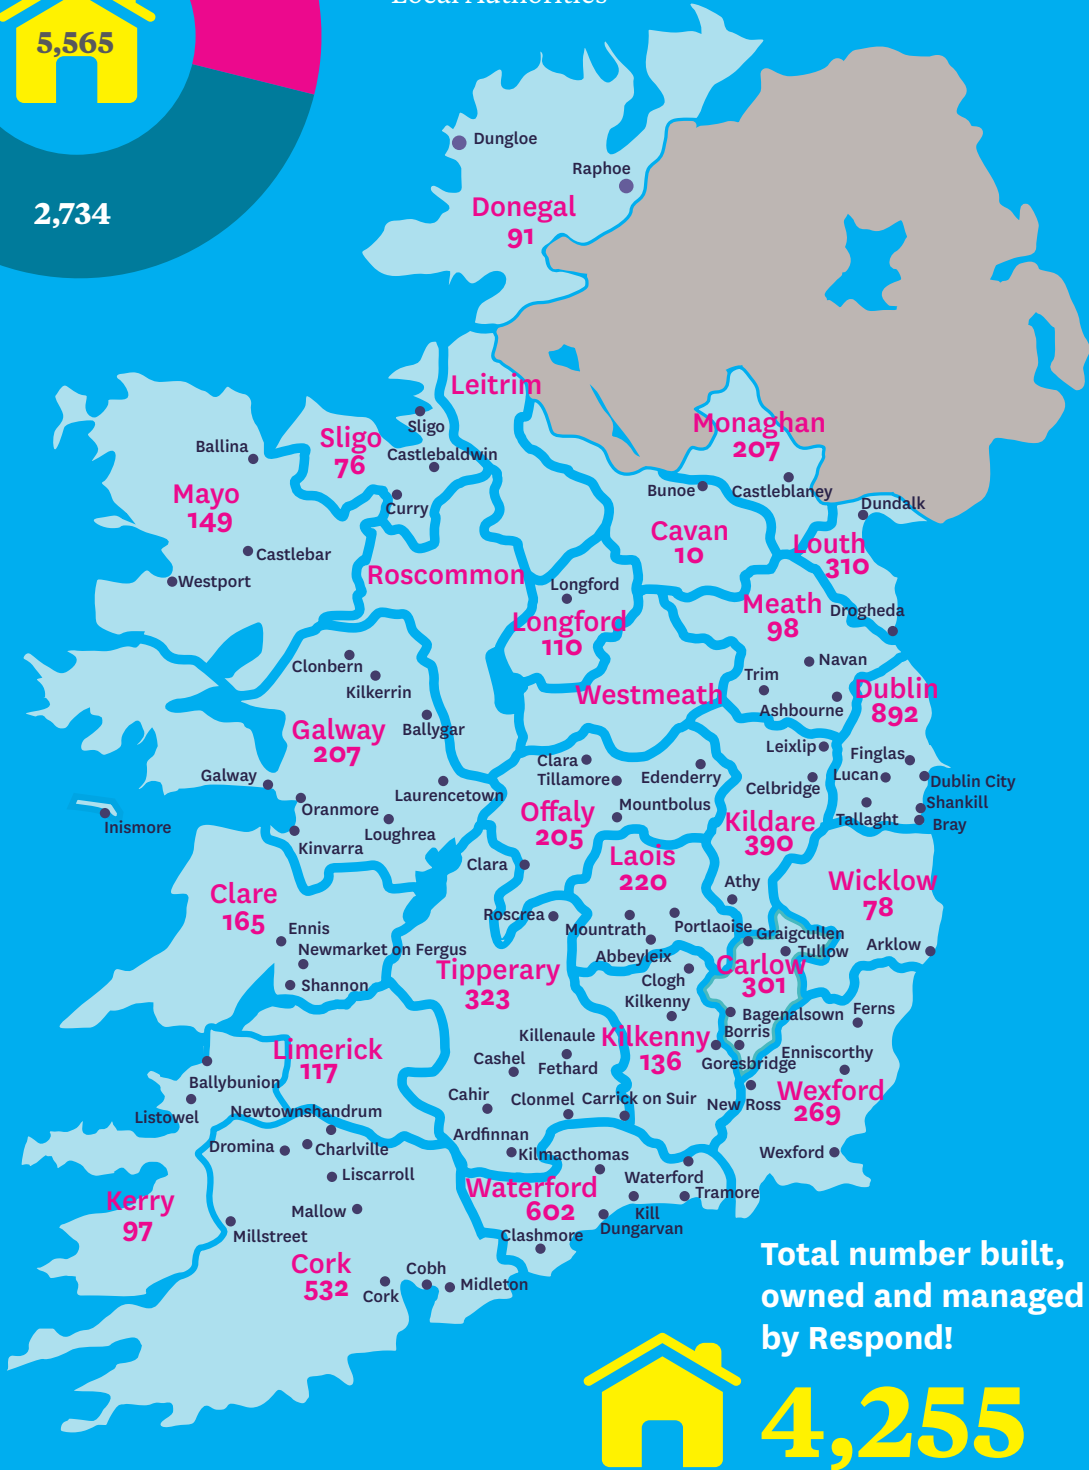 Local Authorities
5,565
2,734
Dungloe
Raphoe
Donegal
91
Leitrim
Sligo
Sligo
76
Castlebaldwin
Curry
Ballina
Mayo
149
Castlebar
Westport
Monaghan
207
Bunoe
Castleblaney
Dundalk
Cavan
10
Louth
310
Roscommon
Longford
Longford
110
Meath
98
Drogheda
Navan
Trim
Ashbourne
Westmeath
Dublin
892
Clonbern
Kilkerrin
Galway
207
Ballygar
Galway
Laurencetown
Oranmore
Loughrea
Kinvarra
Inismore
Clara
Tillamore
Edenderry
Mountbolus
Offaly
205
Clara
Leixlip
Celbridge
Kildare
390
Athy
Finglas
Lucan
Dublin City
Shankill
Tallaght
Bray
Laois
220
Wicklow
78
Arklow
Clare
165
Ennis
Newmarket on Fergus
Shannon
Roscrea
Mountrath
Portlaoise
Abbeyleix
Graigcullen
Tullow
Carlow
301
Bagenalsown
Borris
Tipperary
323
Clogh
Kilkenny
Kilkenny
136
Goresbridge
Ferns
Enniscorthy
Wexford
269
New Ross
Wexford
Killenaule
Cashel
Fethard
Cahir
Clonmel
Carrick on Suir
Ardfinnan
Limerick
117
Ballybunion
Listowel
Newtownshandrum
Dromina
Charlville
Liscarroll
Kilmacthomas
Waterford
602
Waterford
Tramore
Kill
Dungarvan
Clashmore
Kerry
97
Mallow
Millstreet
Cork
532
Cobh
Cork
Midleton
Total number built,
owned and managed
by Respond!
4,255